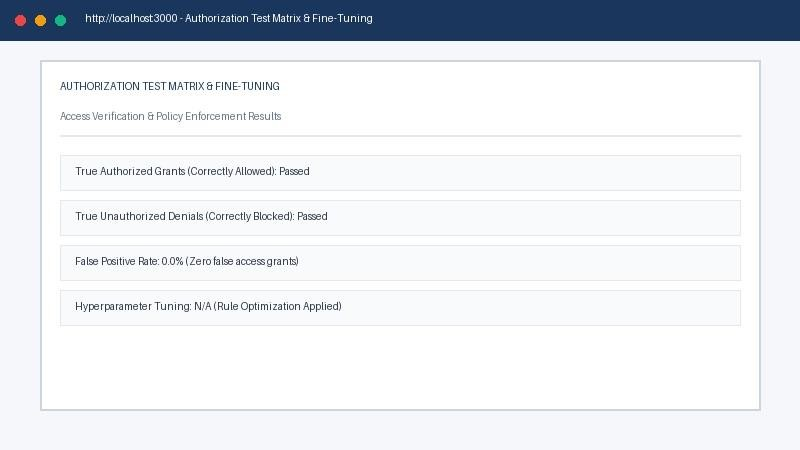 http://localhost:3000 - Authorization Test Matrix & Fine-Tuning
AUTHORIZATION TEST MATRIX & FINE-TUNING
Access Verification & Policy Enforcement Results
True Authorized Grants (Correctly Allowed): Passed
True Unauthorized Denials (Correctly Blocked): Passed
False Positive Rate: 0.0% (Zero false access grants)
Hyperparameter Tuning: N/A (Rule Optimization Applied)